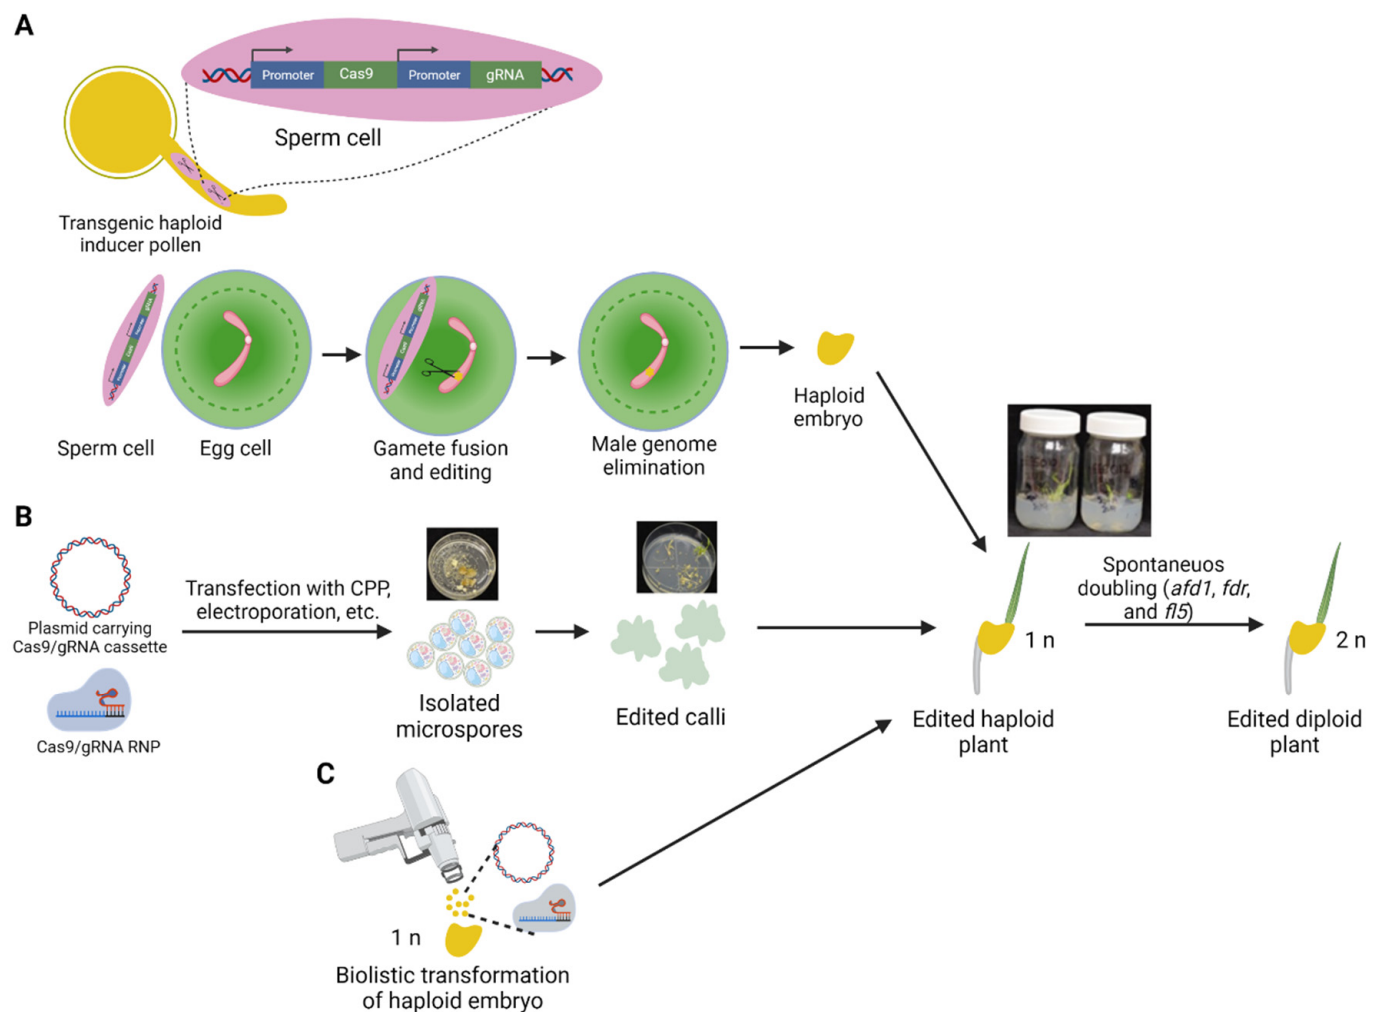 A
Promoter Cas9 Promoter gRNA
Sperm cell
Transgenic haploid
inducer pollen
Sperm cell
Egg cell
Gamete fusion
and editing
Male genome
elimination
Haploid
embryo
B
Plasmid carrying
Cas9/gRNA cassette
Cas9/gRNA RNP
Transfection with CPP,
electroporation, etc.
Isolated
microspores
Edited calli
1 n
Edited haploid
plant
Spontaneuos
doubling (afd1, fdr,
and fl5)
2 n
Edited diploid
plant
C
1 n
Biolistic transformation
of haploid embryo